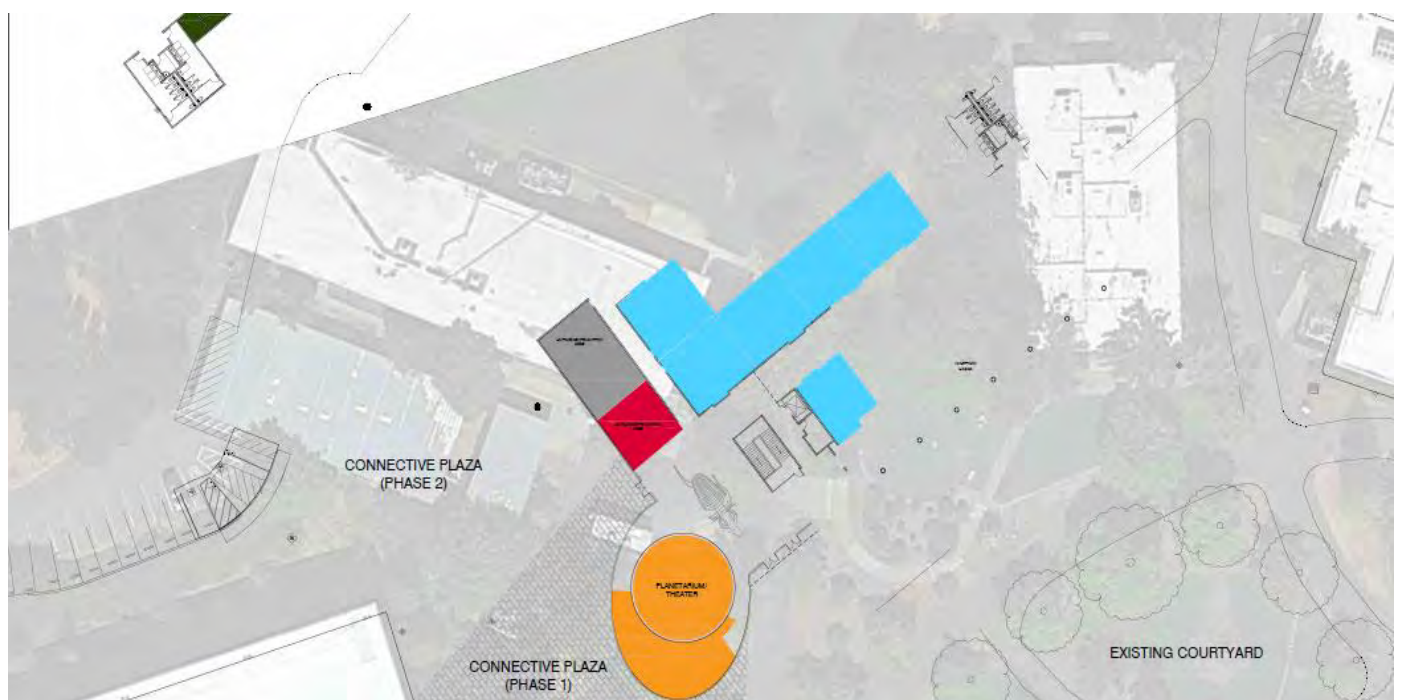 CONNECTIVE PLAZA
(PHASE 2)
PLANETARIUM/
THEATER
CONNECTIVE PLAZA
(PHASE 1)
EXISTING COURTYARD